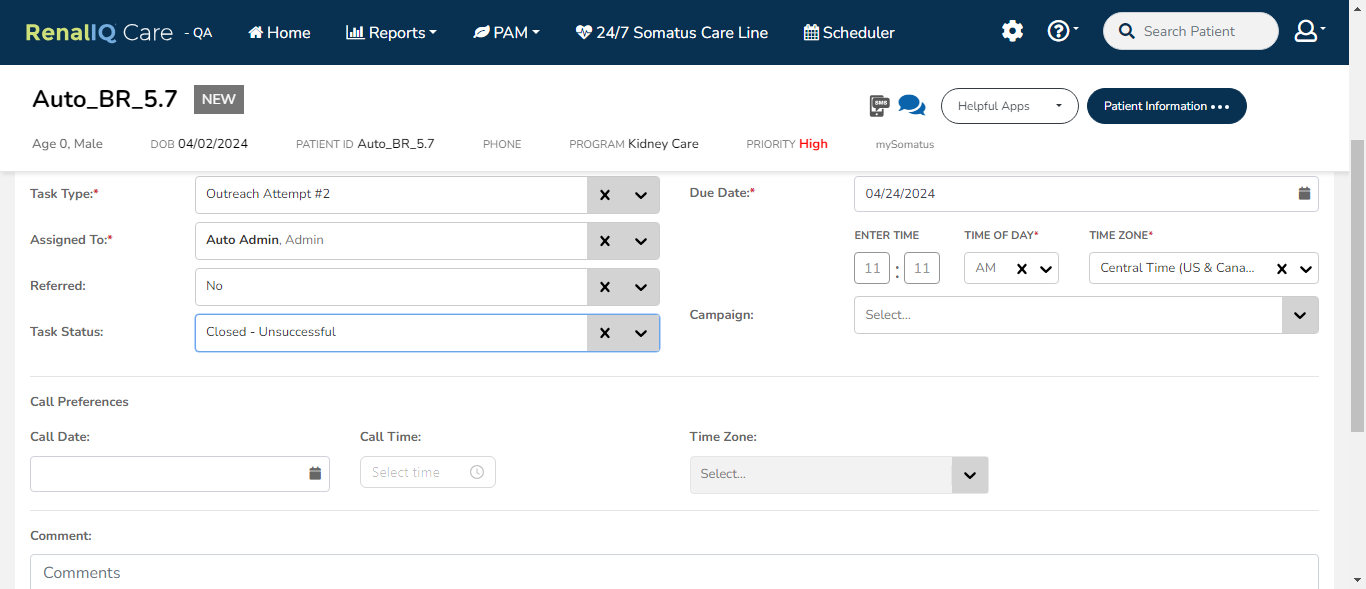 RenalIQ Care - QA Home Reports PAM 24/7 Somatus Care Line Scheduler Search Patient
Auto_BR_5.7 NEW SMS Helpful Apps Patient Information •••
Age 0, Male DOB 04/02/2024 PATIENT ID Auto_BR_5.7 PHONE PROGRAM Kidney Care PRIORITY High mySomatus
Task Type:* Outreach Attempt #2 Due Date:* 04/24/2024
Assigned To:* Auto Admin, Admin ENTER TIME TIME OF DAY* TIME ZONE*
11 : 11 AM Central Time (US & Cana...
Referred: No
Task Status: Closed - Unsuccessful Campaign: Select...
Call Preferences
Call Date: Call Time: Time Zone:
Select time Select...
Comment:
Comments